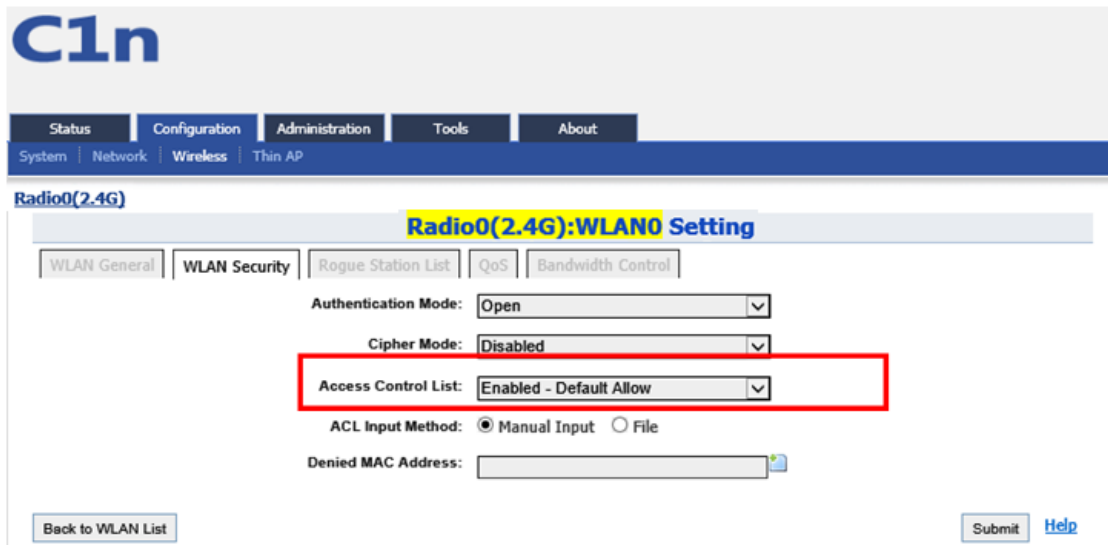 C1n
Status Configuration Administration Tools About
System Network Wireless Thin AP
Radio0(2.4G)
Radio0(2.4G):WLAN0 Setting
WLAN General WLAN Security Rogue Station List QoS Bandwidth Control
Authentication Mode: Open
Cipher Mode: Disabled
Access Control List: Enabled - Default Allow
ACL Input Method: Manual Input File
Denied MAC Address:
Back to WLAN List Submit Help